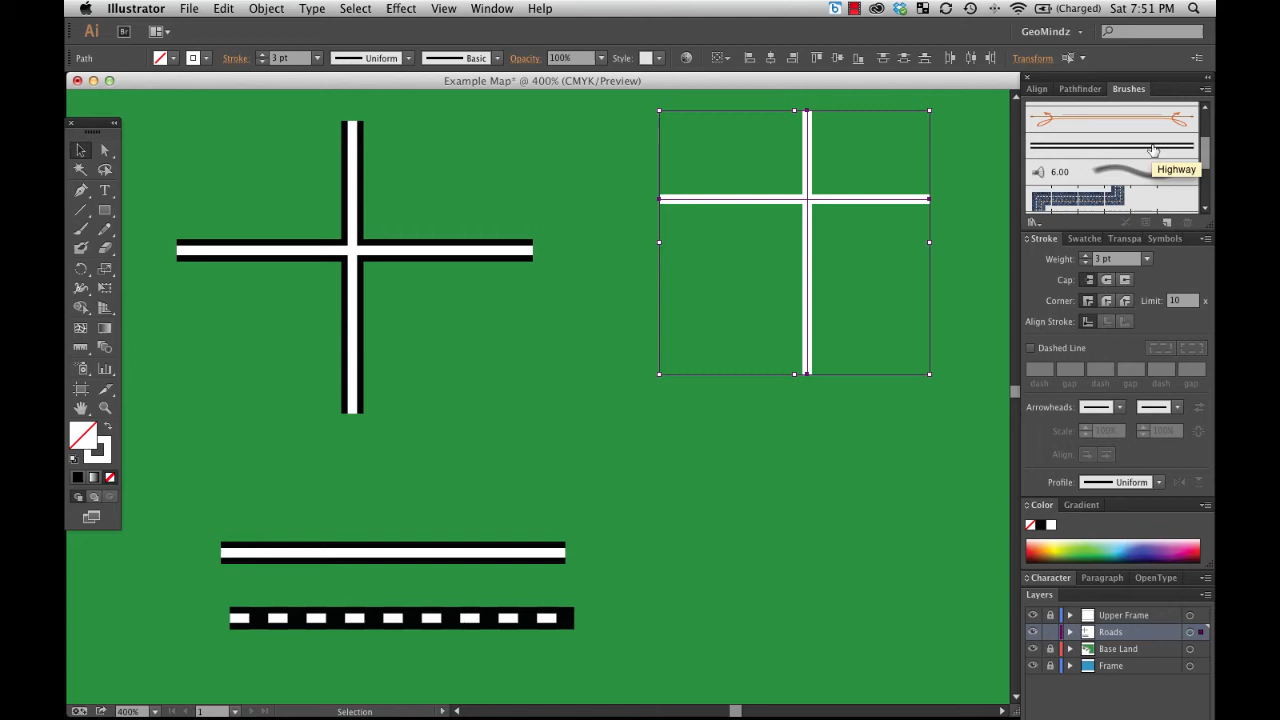 Illustrator File Edit Object Type Select Effect View Window Help (Charged) Sat 7:51 PM
Ai Br GeoMindz
Path Stroke: 3 pt Uniform Basic Opacity: 100% Style: Transform
Example Map* @ 400% (CMYK/Preview)
Align Pathfinder Brushes
Highway
6.00
Stroke Swatche Transpa Symbols
Weight: 3 pt
Cap:
Corner: Limit: 10 x
Align Stroke:
Dashed Line
dash gap dash gap dash gap
Arrowheads:
Scale: 100% 100%
Align:
Profile: Uniform
Color Gradient
Character Paragraph OpenType
Layers
Upper Frame
Roads
Base Land
Frame
400% 1 Selection